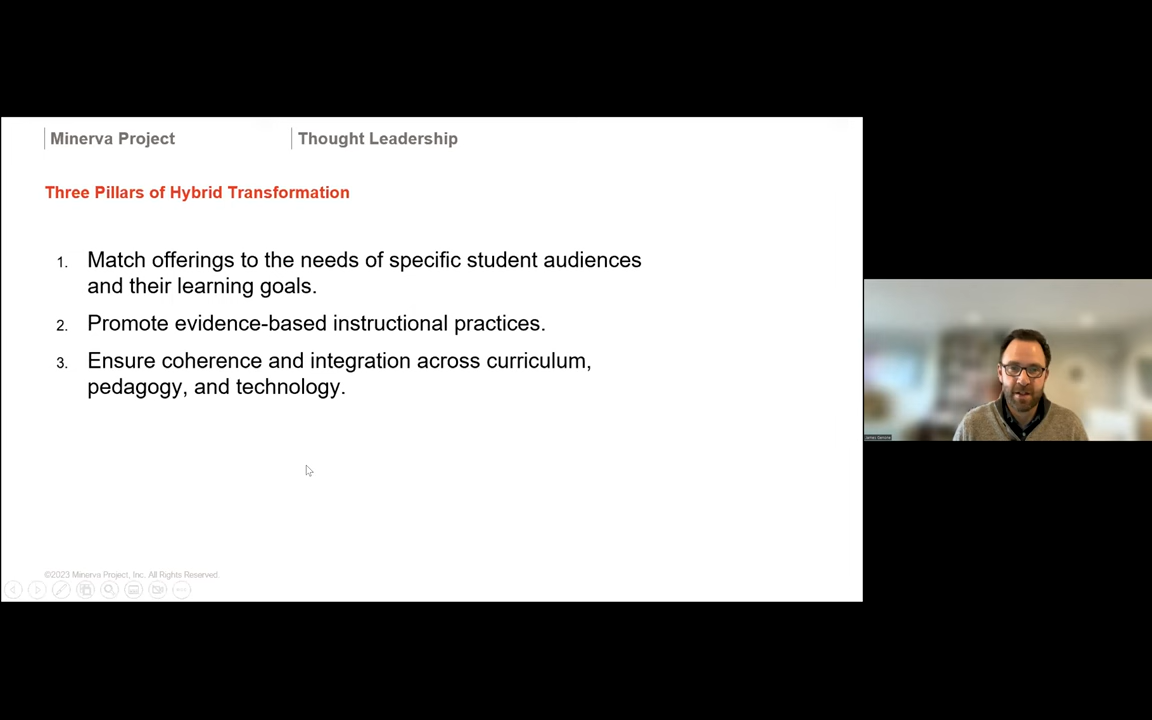 Minerva Project
Thought Leadership
Three Pillars of Hybrid Transformation
1. Match offerings to the needs of specific student audiences
and their learning goals.
2. Promote evidence-based instructional practices.
3. Ensure coherence and integration across curriculum,
pedagogy, and technology.
©2023 Minerva Project, Inc. All Rights Reserved